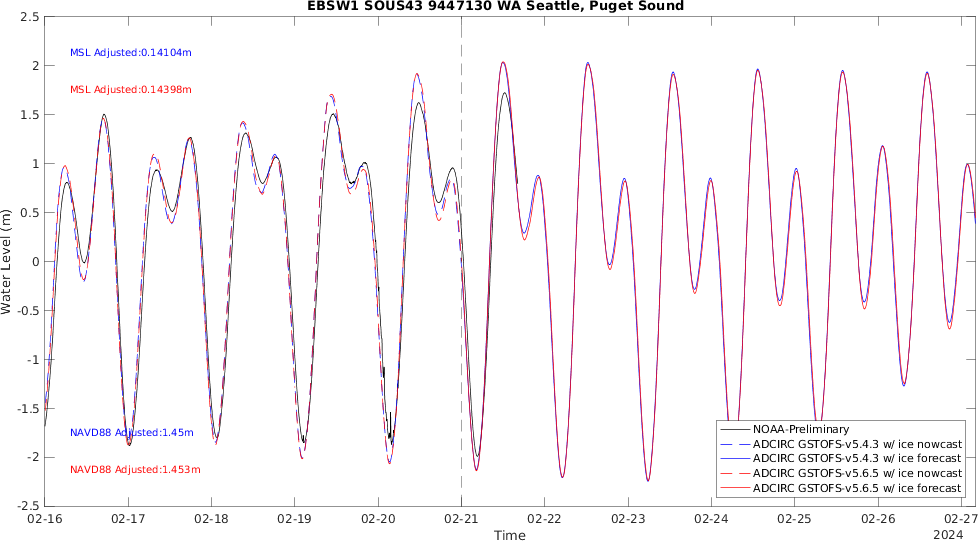 EBSW1 SOUS43 9447130 WA Seattle, Puget Sound
2.5
2
1.5
1
0.5
0
-0.5
-1
-1.5
-2
-2.5
Water Level (m)
MSL Adjusted:0.14104m
MSL Adjusted:0.14398m
NAVD88 Adjusted:1.45m
NAVD88 Adjusted:1.453m
NOAA-Preliminary
ADCIRC GSTOFS-v5.4.3 w/ ice nowcast
ADCIRC GSTOFS-v5.4.3 w/ ice forecast
ADCIRC GSTOFS-v5.6.5 w/ ice nowcast
ADCIRC GSTOFS-v5.6.5 w/ ice forecast
02-16 02-17 02-18 02-19 02-20 02-21 02-22 02-23 02-24 02-25 02-26 02-27
Time
2024